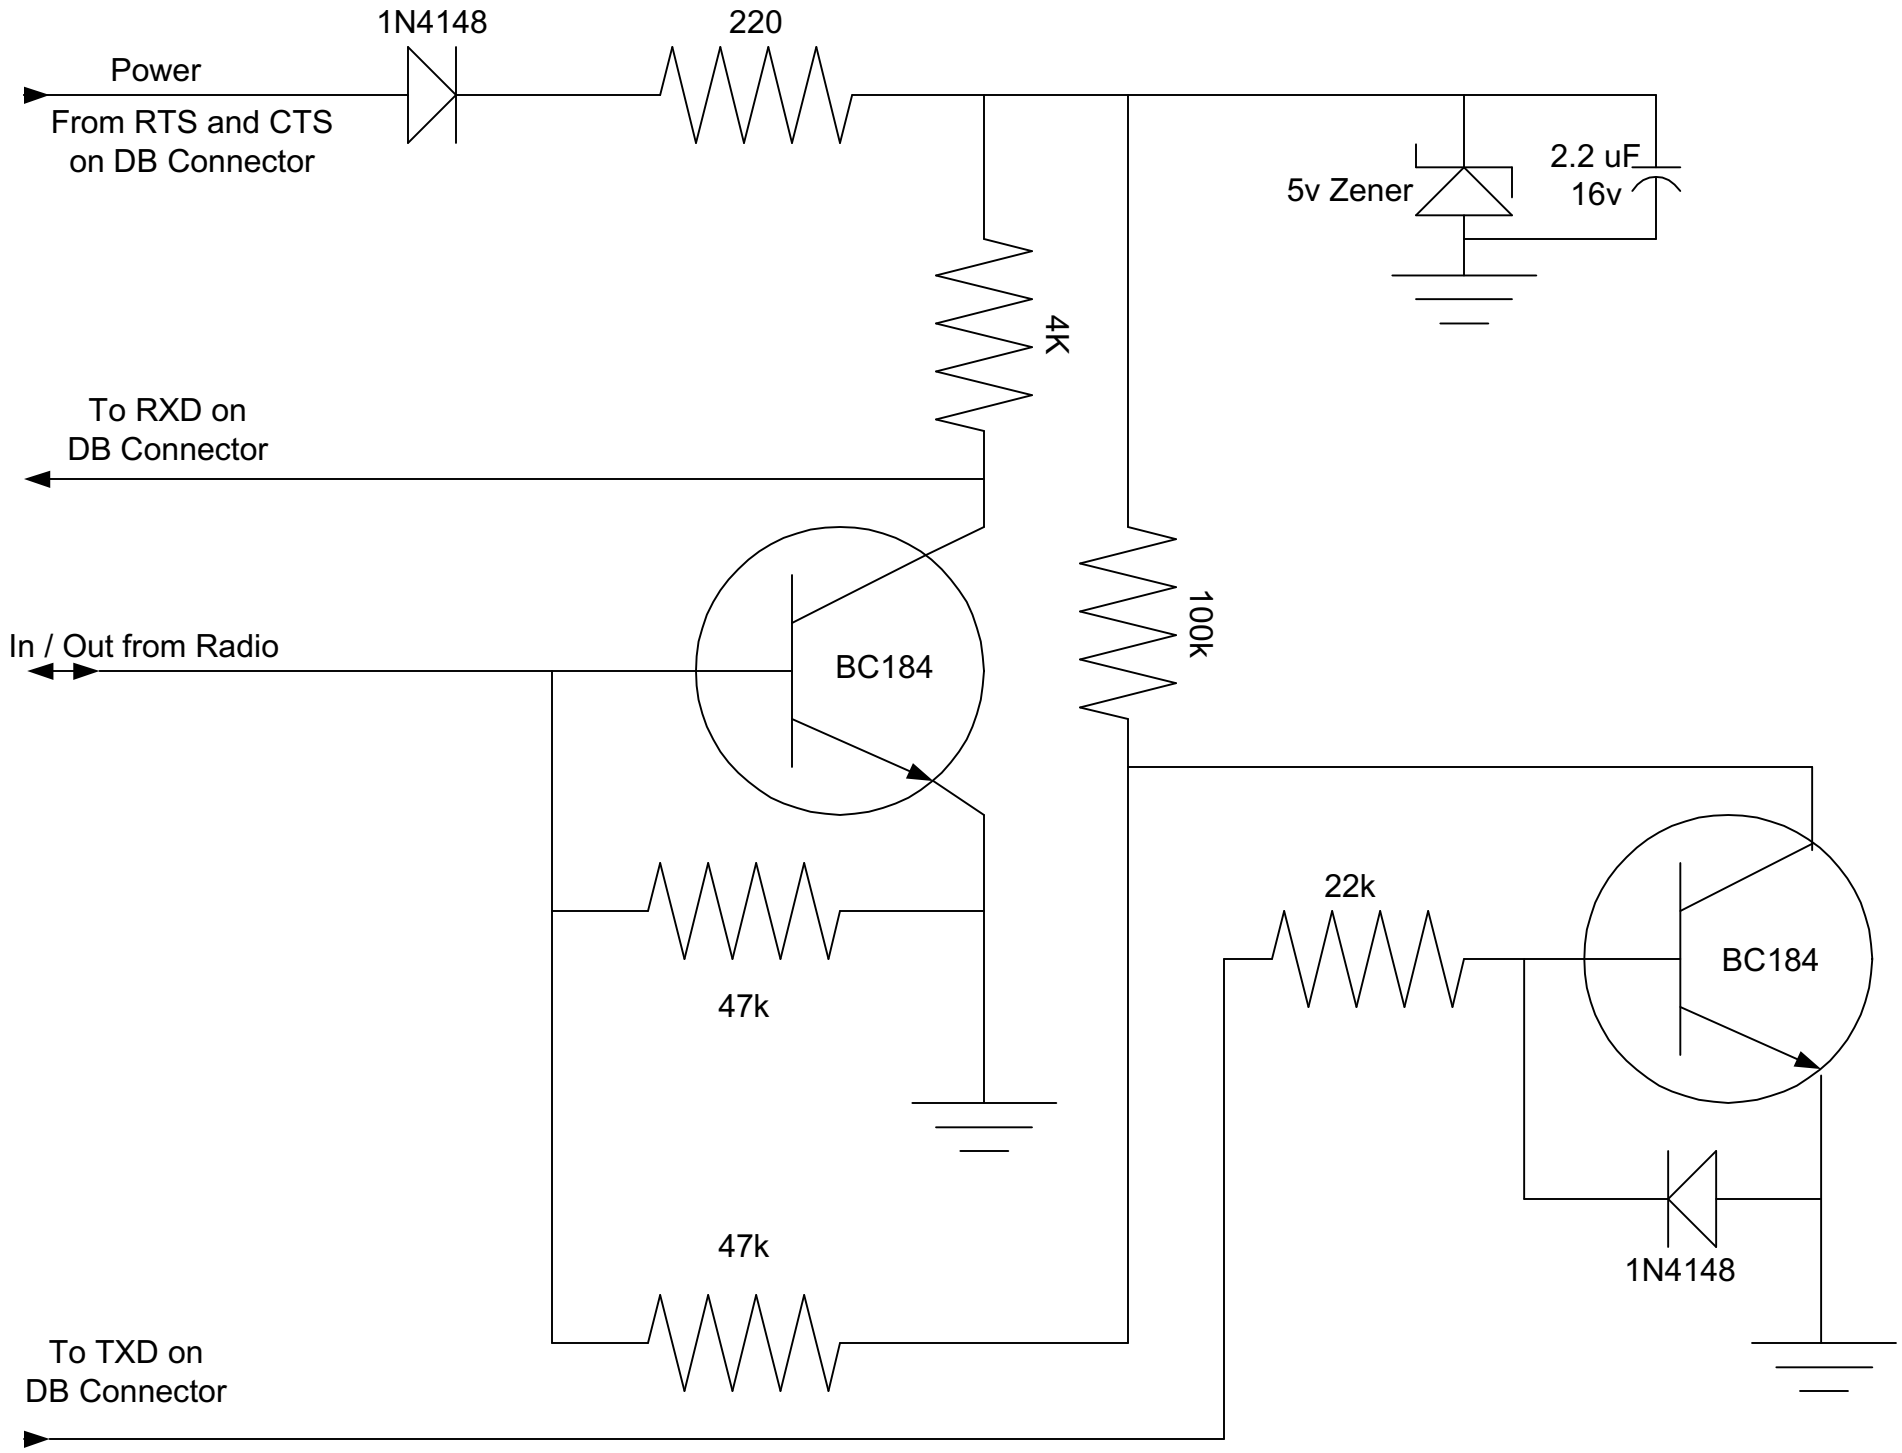 1N4148
220
Power
From RTS and CTS
on DB Connector
2.2 uF
5v Zener
16v
4K
To RXD on
DB Connector
100k
In / Out from Radio
BC184
22k
BC184
47k
47k
1N4148
To TXD on
DB Connector